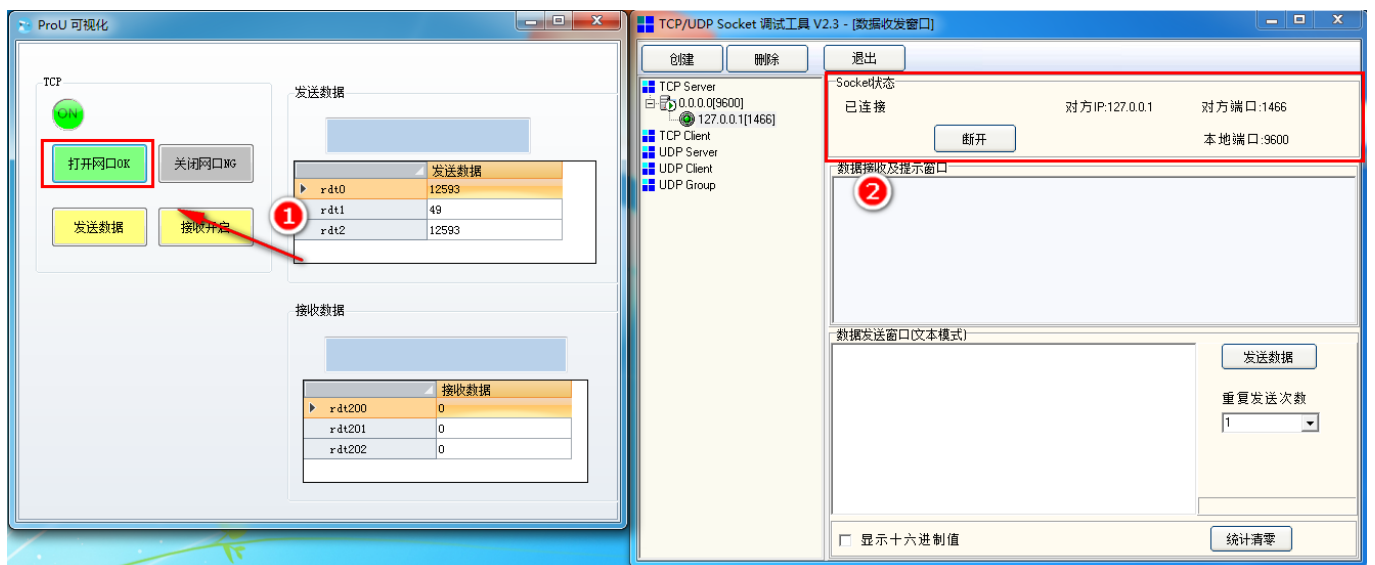 ProU 可视化
TCP
ON
打开网口OK
关闭网口NG
发送数据
接收开启
1
发送数据
发送数据
rdt0 12593
rdt1 49
rdt2 12593
接收数据
接收数据
rdt200 0
rdt201 0
rdt202 0
TCP/UDP Socket 调试工具 V2.3 - [数据收发窗口]
创建 删除 退出
TCP Server
0.0.0.0[9600]
127.0.0.1[1466]
TCP Client
UDP Server
UDP Client
UDP Group
Socket状态
已连接 对方IP:127.0.0.1 对方端口:1466
断开 本地端口:9600
数据接收及提示窗口
2
数据发送窗口(文本模式)
发送数据
重复发送次数
1
显示十六进制值
统计清零